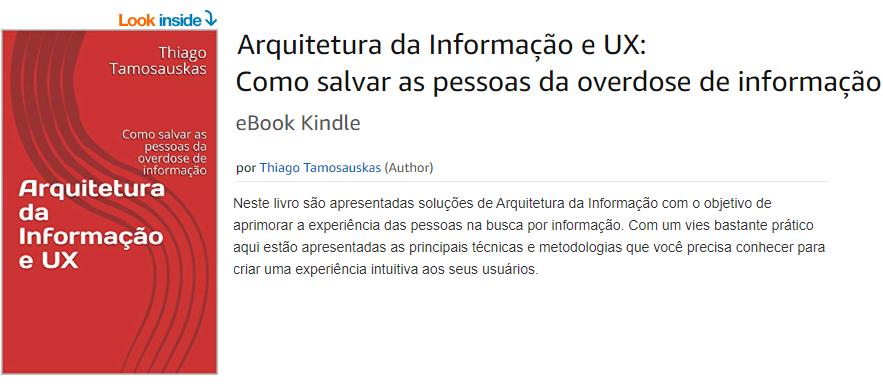 Look inside
Thiago
Tamosauskas
Como salvar as
pessoas da
overdose de
informação
Arquitetura
da
Informação
e UX
Arquitetura da Informação e UX:
Como salvar as pessoas da overdose de informação
eBook Kindle
por Thiago Tamosauskas (Author)
Neste livro são apresentadas soluções de Arquitetura da Informação com o objetivo de
aprimorar a experiência das pessoas na busca por informação. Com um vies bastante prático
aqui estão apresentadas as principais técnicas e metodologias que você precisa conhecer para
criar uma experiência intuitiva aos seus usuários.